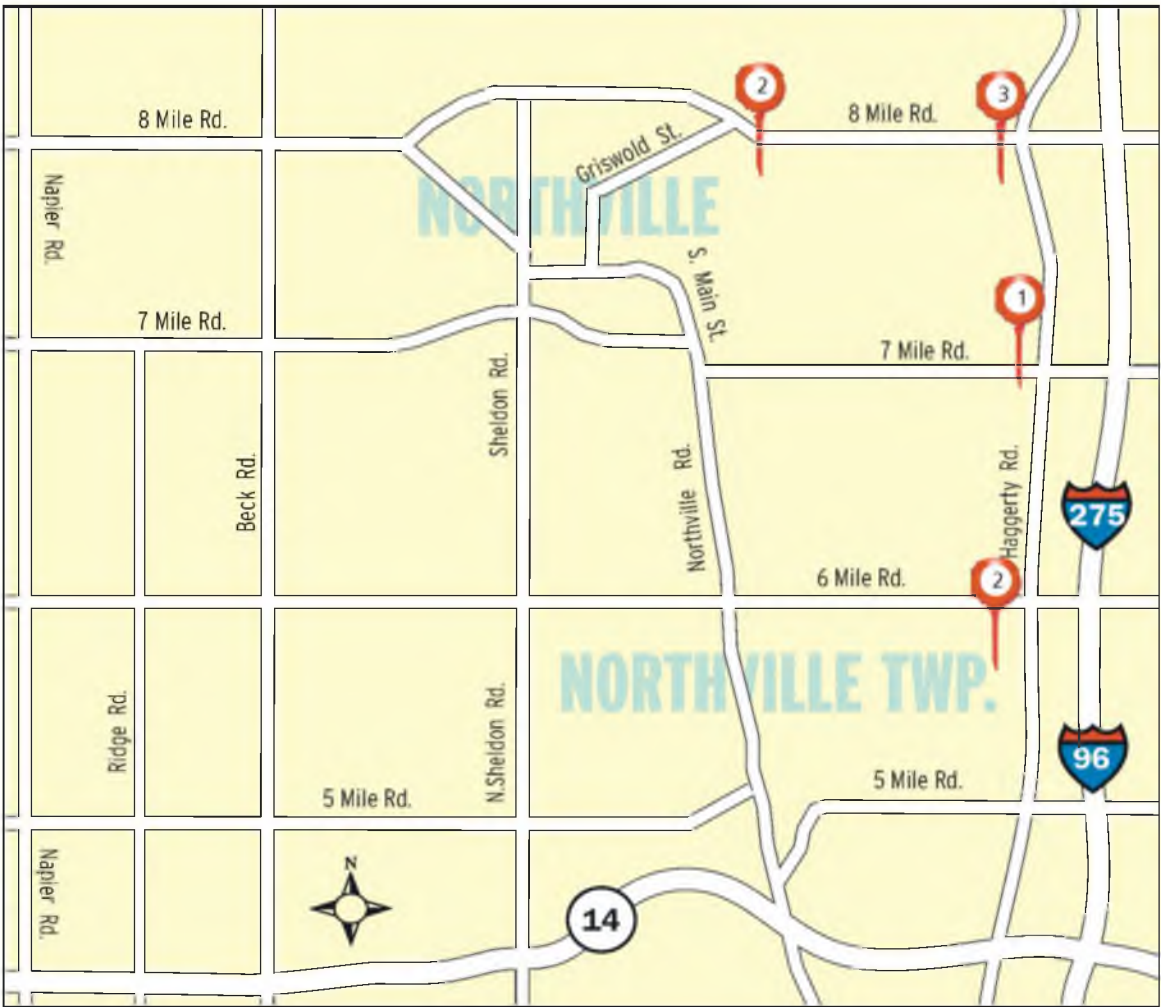 2
3
8 Mile Rd.
8 Mile Rd.
Griswold St.
NORTHVILLE
Napier Rd.
S. Main St.
1
7 Mile Rd.
7 Mile Rd.
Sheldon Rd.
Beck Rd.
Northville Rd.
Haggerty Rd.
275
2
6 Mile Rd.
NORTHVILLE TWP.
Ridge Rd.
N.Sheldon Rd.
96
5 Mile Rd.
5 Mile Rd.
Napier Rd.
N
14